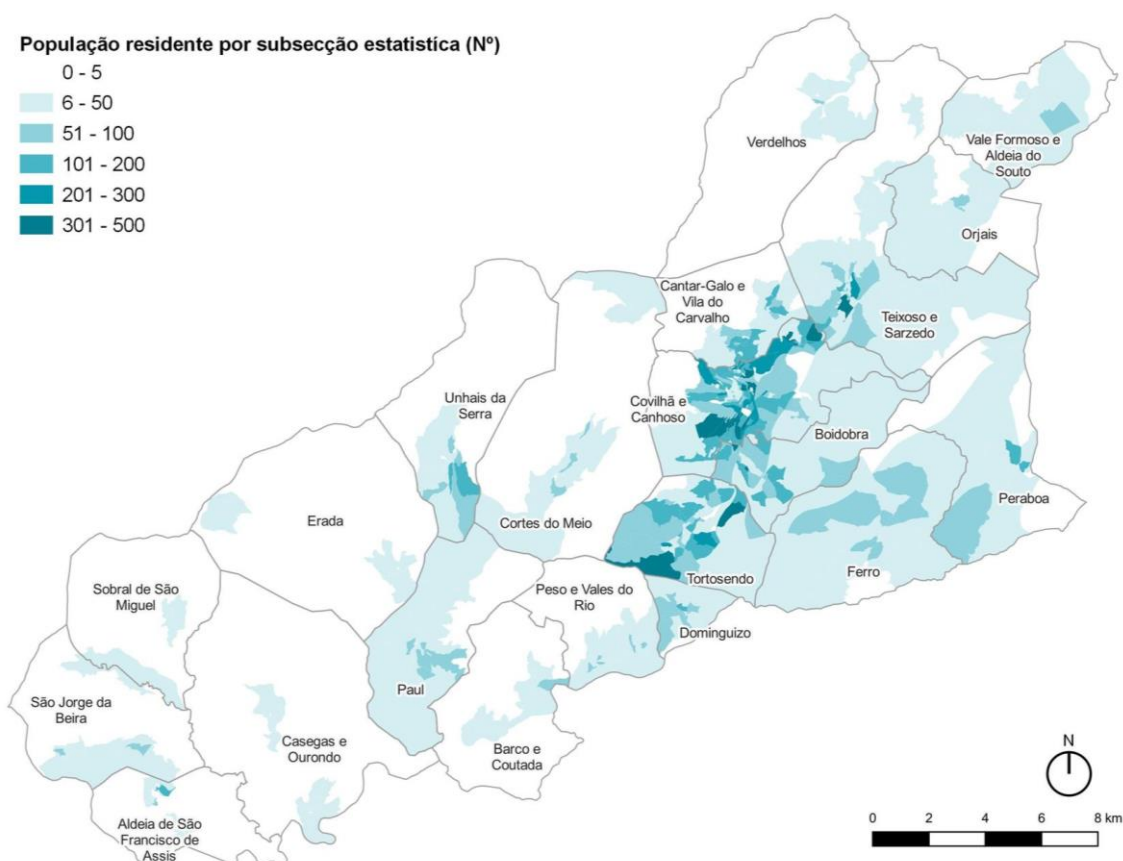 População residente por subsecção estatistíca (Nº)
0 - 5
6 - 50
51 - 100
101 - 200
201 - 300
301 - 500
Verdelhos
Vale Formoso e
Aldeia do
Souto
Orjais
Cantar-Galo e
Vila do
Carvalho
Teixoso e
Sarzedo
Unhais da
Serra
Covilhã e
Canhoso
Boidobra
Peraboa
Erada
Cortes do Meio
Ferro
Tortosendo
Sobral de São
Miguel
Peso e Vales do
Rio
Dominguizo
São Jorge da
Beira
Paul
Casegas e
Ourondo
Barco e
Coutada
Aldeia de São
Francisco de
Assis
N
0 2 4 6 8 km